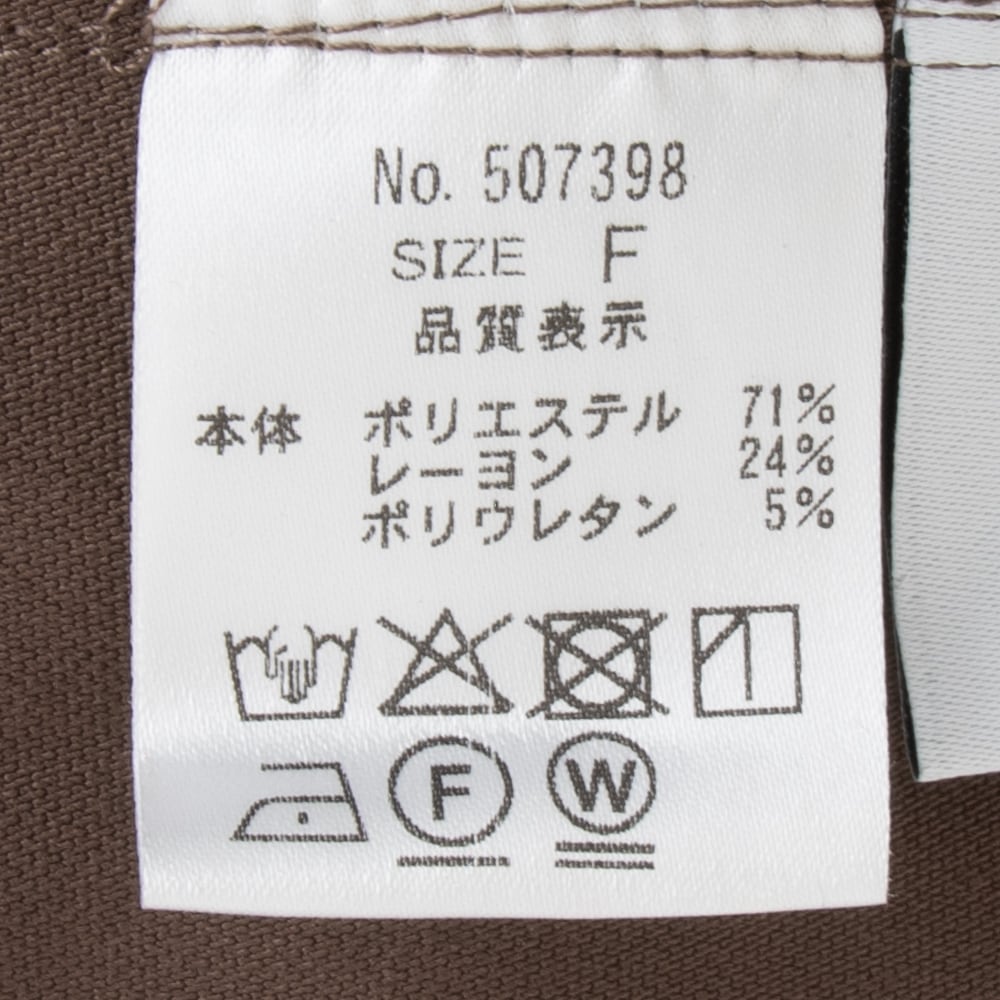 No. 507398
SIZE F
品質表示
本体 ポリエステル 71%
レーヨン 24%
ポリウレタン 5%
F W